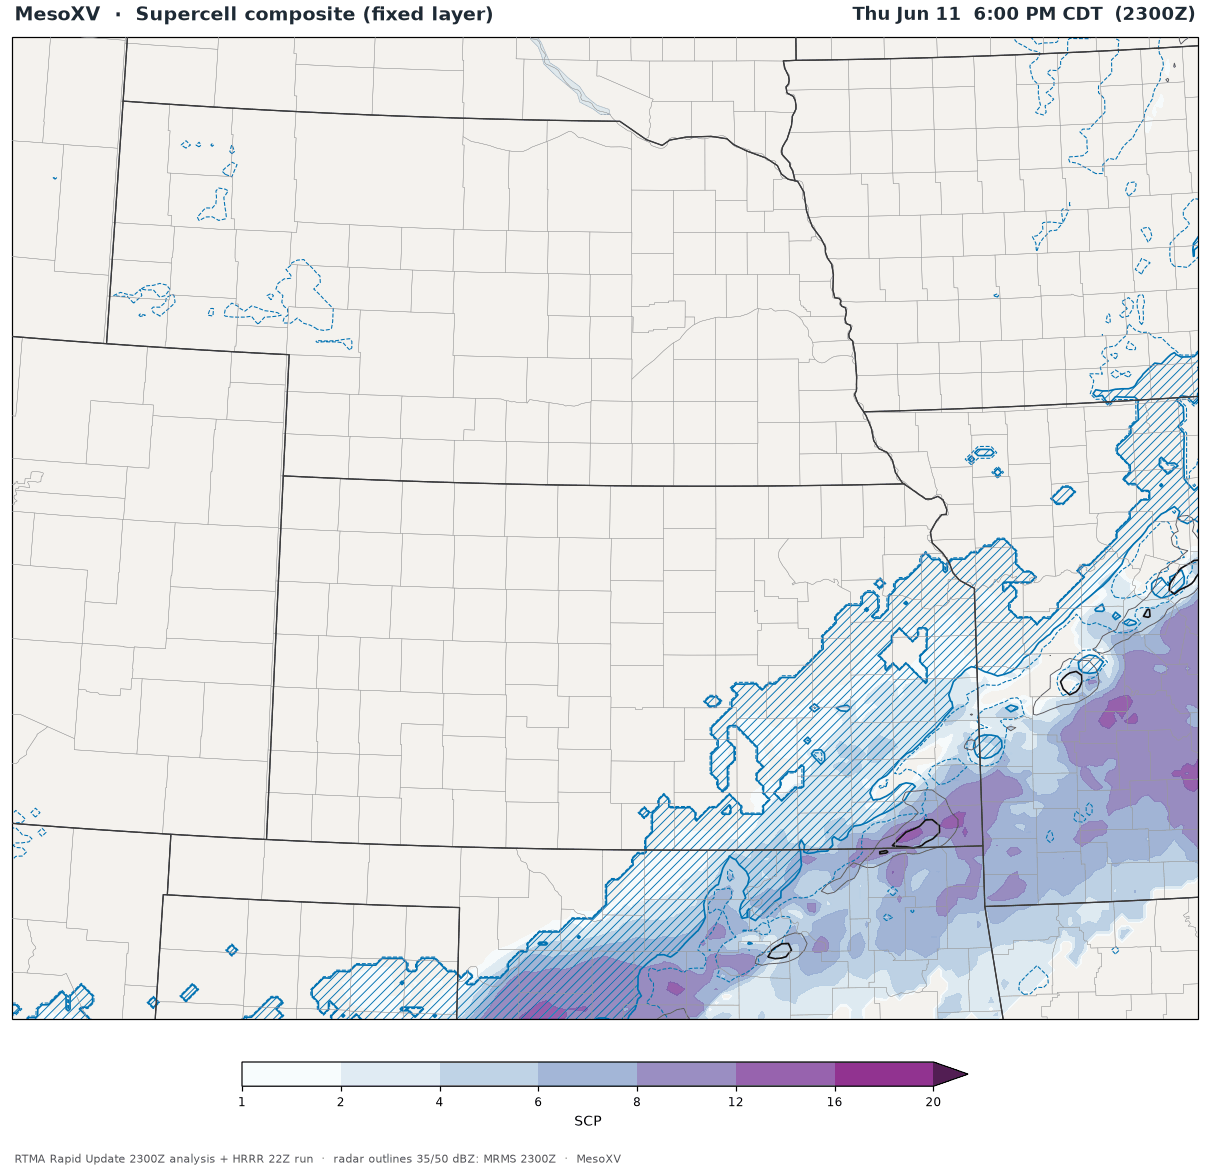 MesoXV · Supercell composite (fixed layer)
Thu Jun 11 6:00 PM CDT (2300Z)
1 2 4 6 8 12 16 20
SCP
RTMA Rapid Update 2300Z analysis + HRRR 22Z run · radar outlines 35/50 dBZ: MRMS 2300Z · MesoXV